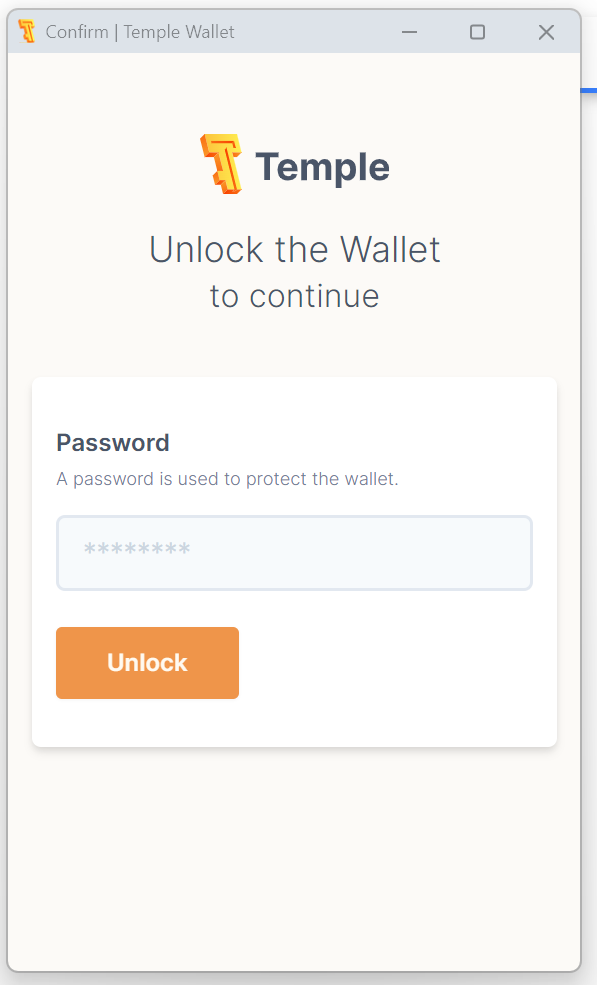 Confirm | Temple Wallet
Temple
Unlock the Wallet
to continue
Password
A password is used to protect the wallet.
********
Unlock